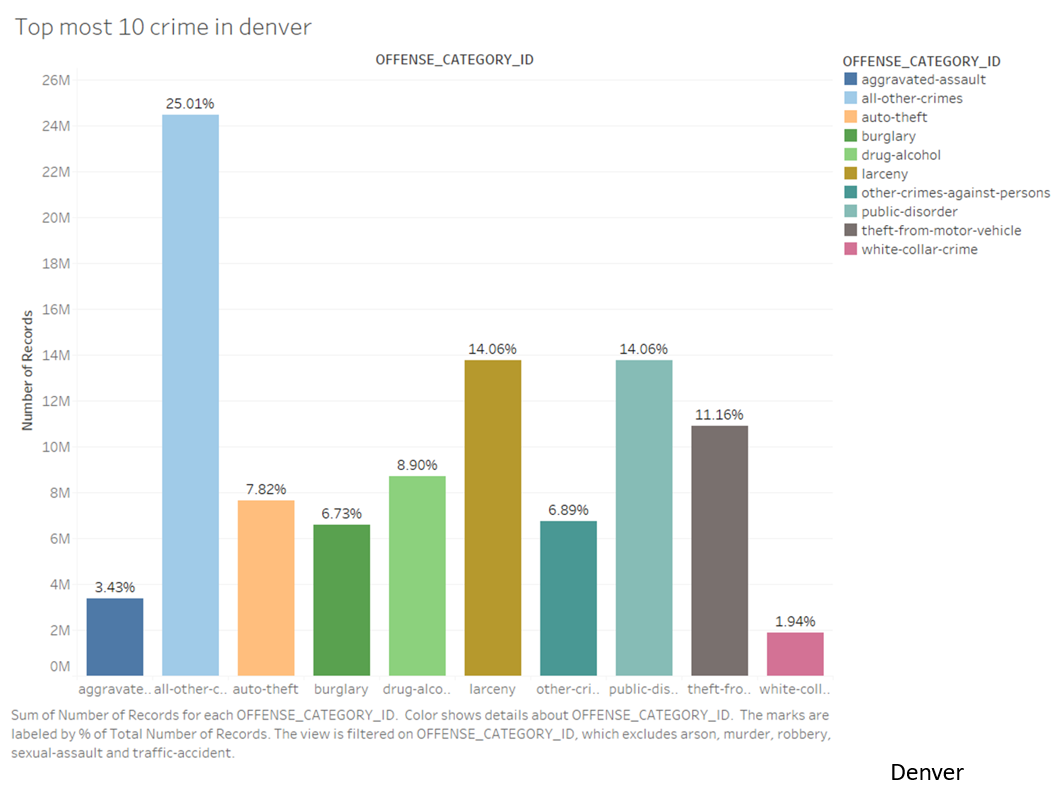 Top most 10 crime in denver
OFFENSE_CATEGORY_ID
OFFENSE_CATEGORY_ID
aggravated-assault
all-other-crimes
auto-theft
burglary
drug-alcohol
larceny
other-crimes-against-persons
public-disorder
theft-from-motor-vehicle
white-collar-crime
Number of Records
26M
24M
22M
20M
18M
16M
14M
12M
10M
8M
6M
4M
2M
0M
3.43%
25.01%
7.82%
6.73%
8.90%
14.06%
6.89%
14.06%
11.16%
1.94%
aggravate.. all-other-c.. auto-theft burglary drug-alco.. larceny other-cri.. public-dis.. theft-fro.. white-coll..
Sum of Number of Records for each OFFENSE_CATEGORY_ID.  Color shows details about OFFENSE_CATEGORY_ID.  The marks are
labeled by % of Total Number of Records. The view is filtered on OFFENSE_CATEGORY_ID, which excludes arson, murder, robbery,
sexual-assault and traffic-accident.
Denver